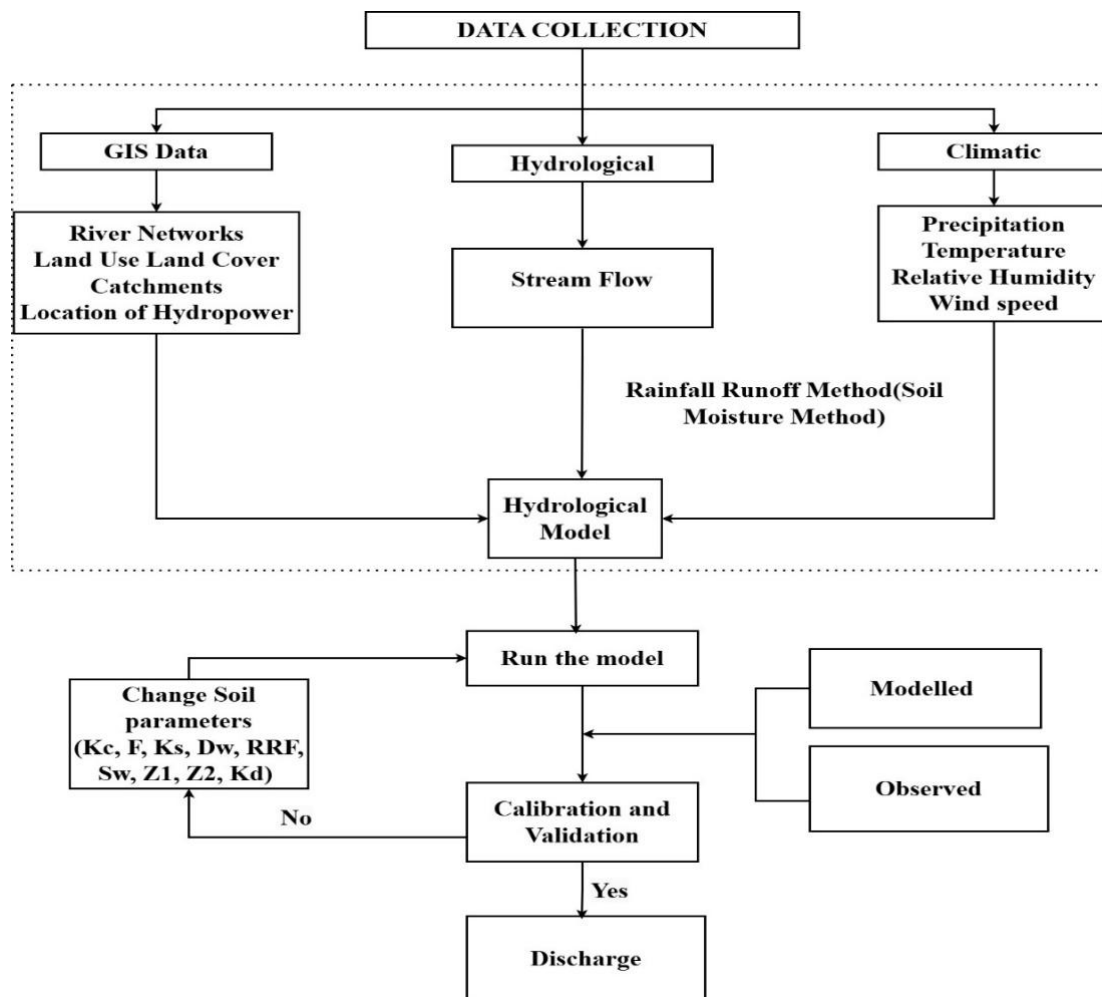 DATA COLLECTION
GIS Data
Hydrological
Climatic
River Networks
Land Use Land Cover
Catchments
Location of Hydropower
Stream Flow
Precipitation
Temperature
Relative Humidity
Wind speed
Rainfall Runoff Method(Soil
Moisture Method)
Hydrological
Model
Run the model
Change Soil
parameters
(Kc, F, Ks, Dw, RRF,
Sw, Z1, Z2, Kd)
Modelled
Observed
No
Calibration and
Validation
Yes
Discharge